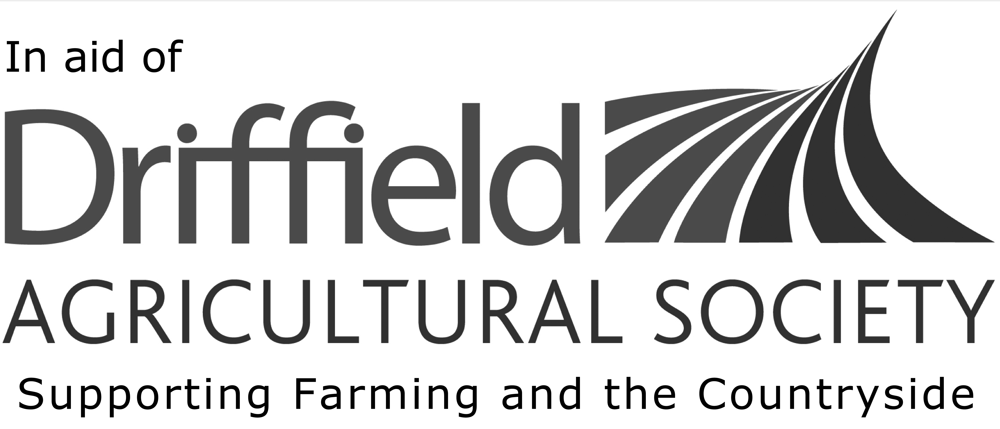 In aid of
Driffield
AGRICULTURAL SOCIETY
Supporting Farming and the Countryside